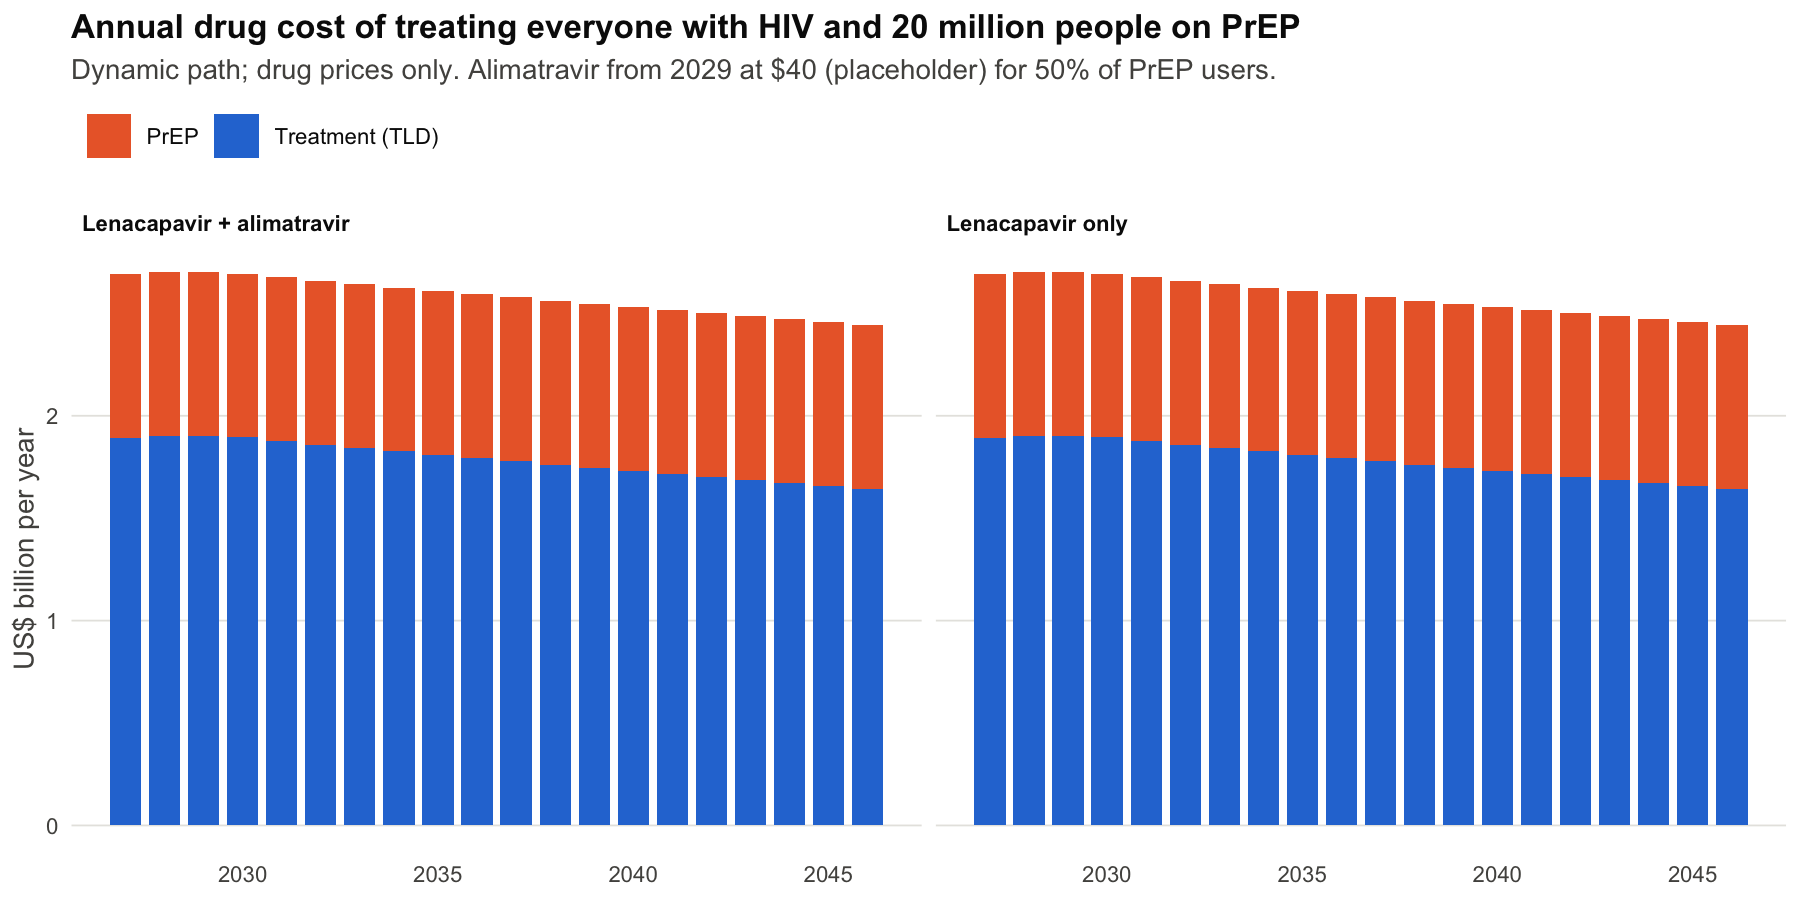 Annual drug cost of treating everyone with HIV and 20 million people on PrEP
Dynamic path; drug prices only. Alimatravir from 2029 at $40 (placeholder) for 50% of PrEP users.
PrEP
Treatment (TLD)
Lenacapavir + alimatravir
Lenacapavir only
US$ billion per year
2
1
0
2030
2035
2040
2045
2030
2035
2040
2045